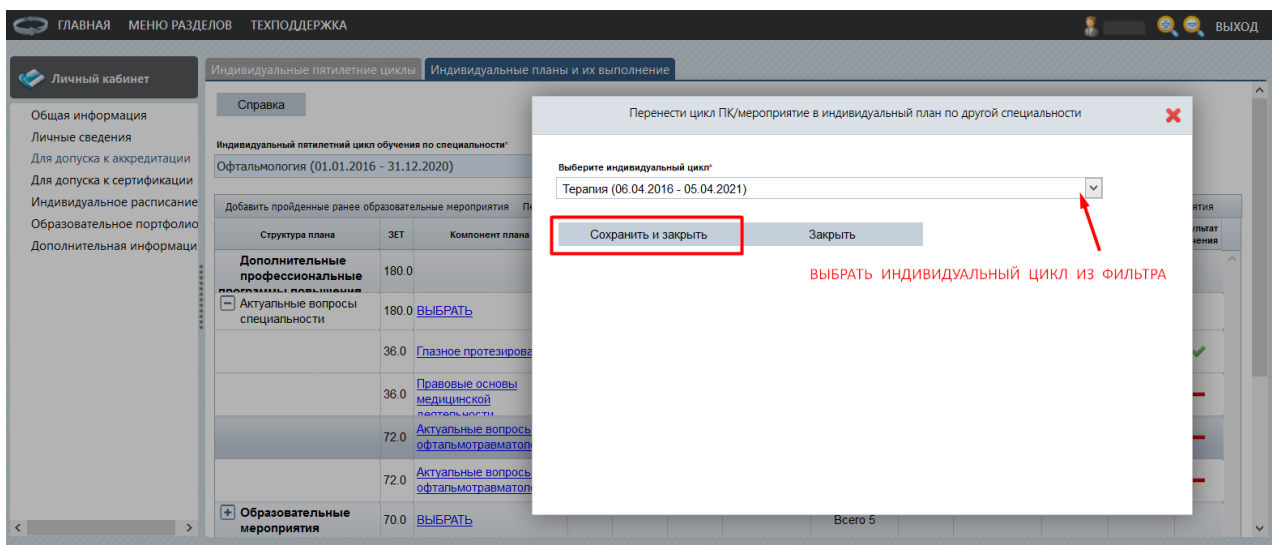 ГЛАВНАЯ МЕНЮ РАЗДЕЛОВ ТЕХПОДДЕРЖКА ВЫХОД
Личный кабинет
Общая информация
Личные сведения
Для допуска к аккредитации
Для допуска к сертификации
Индивидуальное расписание
Образовательное портфолио
Дополнительная информаци
Индивидуальные пятилетние циклы Индивидуальные планы и их выполнение
Справка
Индивидуальный пятилетний цикл обучения по специальности*
Офтальмология (01.01.2016 - 31.12.2020)
Добавить пройденные ранее образовательные мероприятия
Структура плана ЗЕТ Компонент плана
Дополнительные
профессиональные
программы повышения
180.0
Актуальные вопросы
специальности
180.0 ВЫБРАТЬ
36.0 Глазное протезирова
36.0 Правовые основы
медицинской
деятельности
72.0 Актуальные вопросы
офтальмотравматол
72.0 Актуальные вопросы
офтальмотравматол
Образовательные
мероприятия
70.0 ВЫБРАТЬ Всего 5
Перенести цикл ПК/мероприятие в индивидуальный план по другой специальности
Выберите индивидуальный цикл*
Терапия (06.04.2016 - 05.04.2021)
Сохранить и закрыть Закрыть
ВЫБРАТЬ ИНДИВИДУАЛЬНЫЙ ЦИКЛ ИЗ ФИЛЬТРА